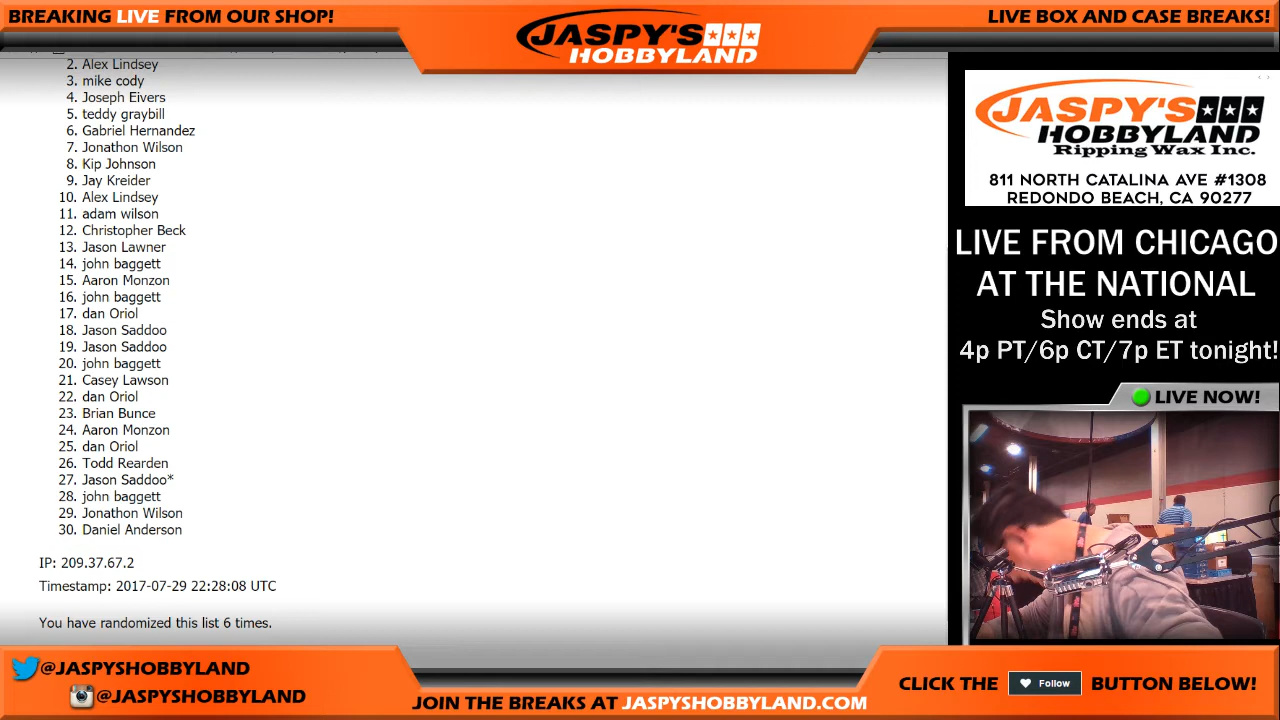 BREAKING LIVE FROM OUR SHOP!
JASPY'S
HOBBYLAND
LIVE BOX AND CASE BREAKS!
2. Alex Lindsey
3. mike cody
4. Joseph Eivers
5. teddy graybill
6. Gabriel Hernandez
7. Jonathon Wilson
8. Kip Johnson
9. Jay Kreider
10. Alex Lindsey
11. adam wilson
12. Christopher Beck
13. Jason Lawner
14. john baggett
15. Aaron Monzon
16. john baggett
17. dan Oriol
18. Jason Saddoo
19. Jason Saddoo
20. john baggett
21. Casey Lawson
22. dan Oriol
23. Brian Bunce
24. Aaron Monzon
25. dan Oriol
26. Todd Rearden
27. Jason Saddoo*
28. john baggett
29. Jonathon Wilson
30. Daniel Anderson
IP: 209.37.67.2
Timestamp: 2017-07-29 22:28:08 UTC
You have randomized this list 6 times.
JASPY'S
HOBBYLAND
Ripping Wax Inc.
811 NORTH CATALINA AVE #1308
REDONDO BEACH, CA 90277
LIVE FROM CHICAGO
AT THE NATIONAL
Show ends at
4p PT/6p CT/7p ET tonight!
LIVE NOW!
@JASPYSHOBBYLAND
@JASPYSHOBBYLAND
JOIN THE BREAKS AT JASPYSHOBBYLAND.COM
CLICK THE Follow BUTTON BELOW!